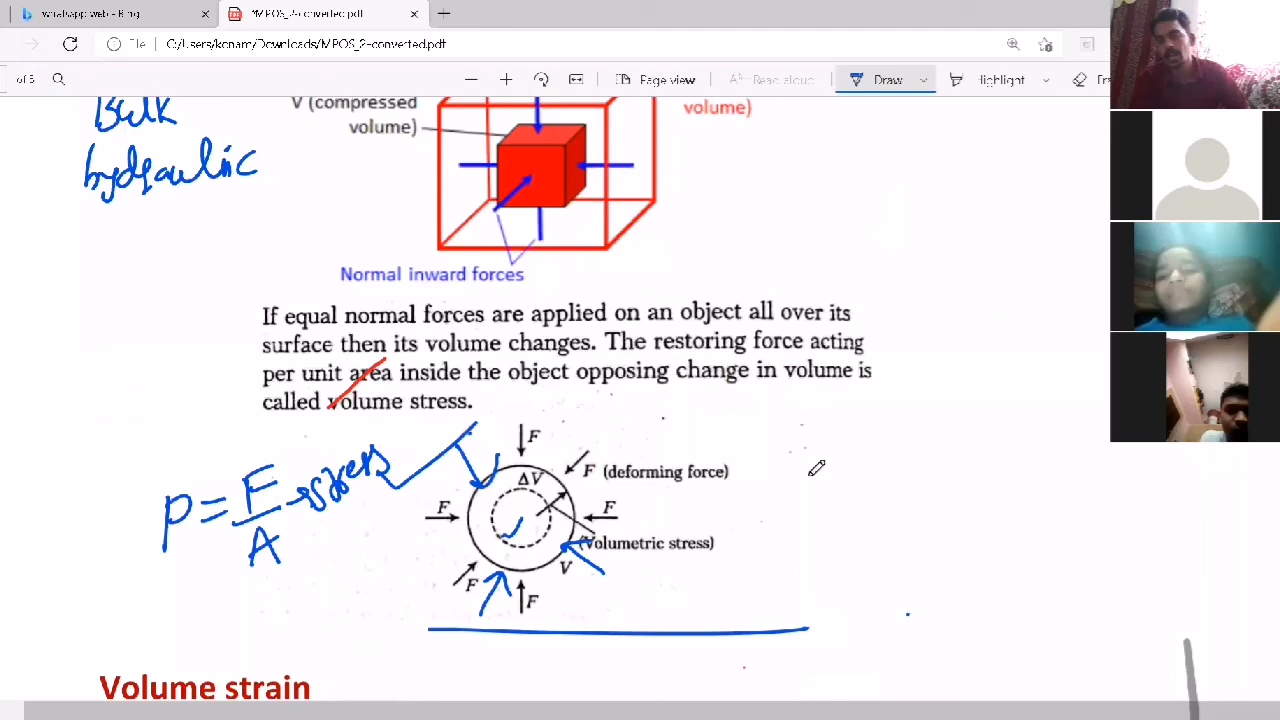 whatsapp web - Bing
*MPOS_2-converted.pdf
File
C:/Users/konam/Downloads/MPOS_2-converted.pdf
of 5
Page view
Read aloud
Draw
Highlight
Bulk
hydraulic
V (compressed
volume)
volume)
Normal inward forces
If equal normal forces are applied on an object all over its
surface then its volume changes. The restoring force acting
per unit area inside the object opposing change in volume is
called volume stress.
F
F (deforming force)
ΔV
F
F
(Volumetric stress)
V
F
F
P = F/A → stress
Volume strain